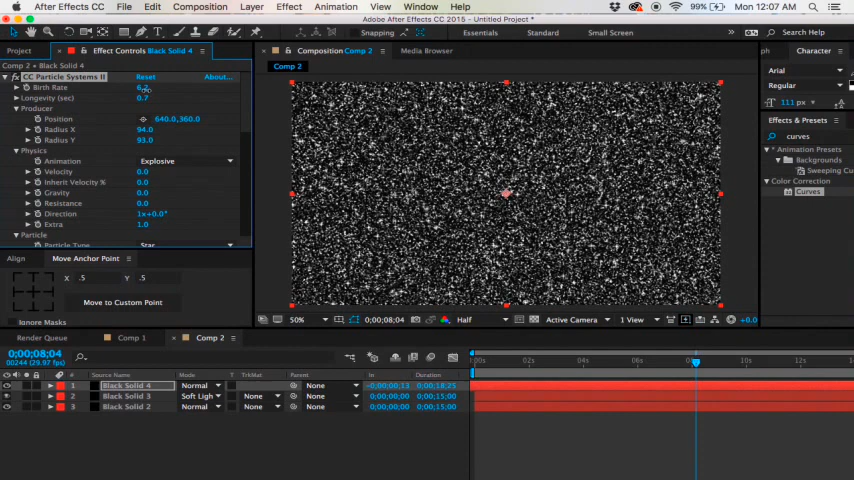 After Effects CC File Edit Composition Layer Effect Animation View Window Help 99% Mon 12:07 AM
Adobe After Effects CC 2015 - Untitled Project *
Snapping Essentials Standard Small Screen Search Help
Project Effect Controls Black Solid 4 Composition Comp 2 Media Browser Character
Comp 2 • Black Solid 4
Comp 2
Arial
fx CC Particle Systems II Reset About...
Regular
Birth Rate
Longevity (sec) 0.7
111 px
Producer
Position 640.0,360.0
Effects & Presets
Radius X 94.0
curves
Radius Y 93.0
* Animation Presets
Physics
Backgrounds
Animation Explosive
Sweeping Cu
Velocity 0.0
Color Correction
Inherit Velocity % 0.0
Curves
Gravity 0.0
Resistance 0.0
Direction 1x+0.0°
Extra 1.0
Particle
Particle Type Star
Align Move Anchor Point
X .5 Y .5
Move to Custom Point
Ignore Masks
50% 0;00;08;04 Half Active Camera 1 View +0.0
Render Queue Comp 1 Comp 2
0;00;08;04
00244 (29.97 fps)
# Source Name Mode T TrkMat Parent In Duration
00s 02s 04s 06s 10s 12s
1 Black Solid 4 Normal None -0;00;00;13 0;00;18;25
2 Black Solid 3 Soft Ligh None None 0;00;00;00 0;00;15;00
3 Black Solid 2 Normal None None 0;00;00;00 0;00;15;00